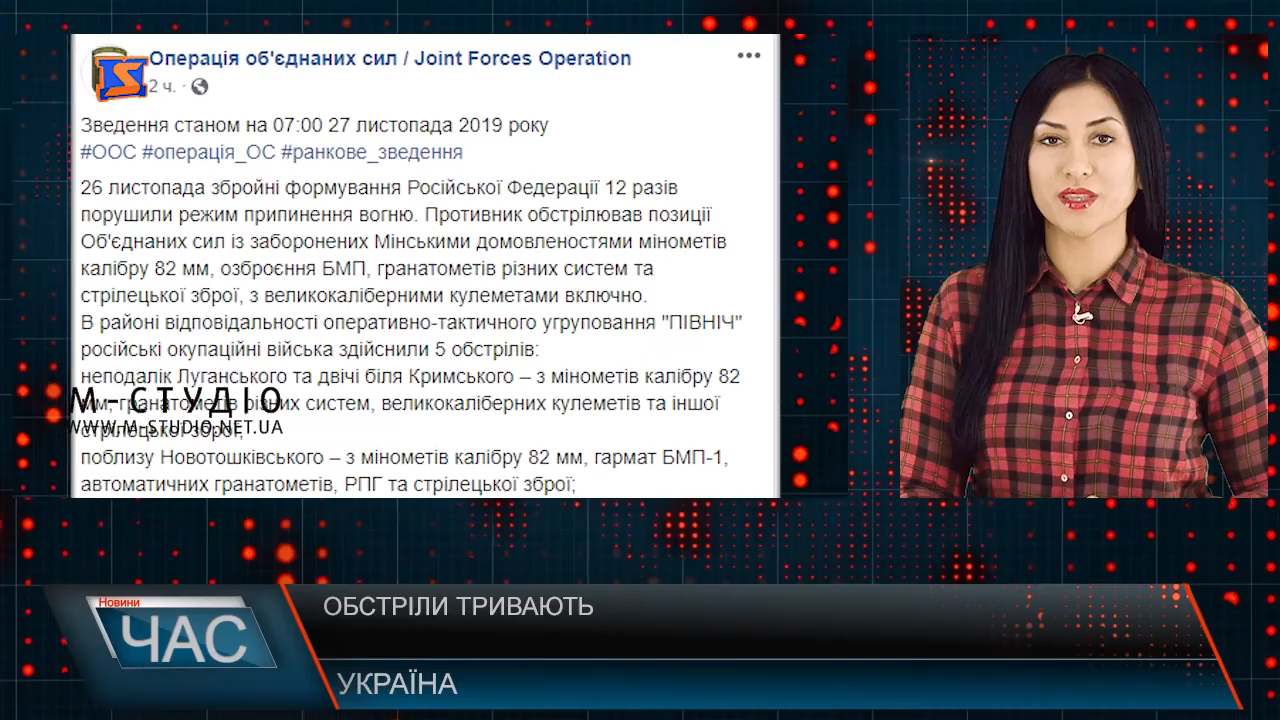 Операція об'єднаних сил / Joint Forces Operation
2 ч.
Зведення станом на 07:00 27 листопада 2019 року
#ООС #операція_ОС #ранкове_зведення
26 листопада збройні формування Російської Федерації 12 разів
порушили режим припинення вогню. Противник обстрілював позиції
Об'єднаних сил із заборонених Мінськими домовленостями мінометів
калібру 82 мм, озброєння БМП, гранатометів різних систем та
стрілецької зброї, з великокаліберними кулеметами включно.
В районі відповідальності оперативно-тактичного угруповання "ПІВНІЧ"
російські окупаційні війська здійснили 5 обстрілів:
неподалік Луганського та двічі біля Кримського – з мінометів калібру 82
мм, гранатометів різних систем, великокаліберних кулеметів та іншої
стрілецької зброї;
М-СТУДІО
WWW.M-STUDIO.NET.UA
поблизу Новотошківського – з мінометів калібру 82 мм, гармат БМП-1,
автоматичних гранатометів, РПГ та стрілецької зброї;
Новини
ЧАС
ОБСТРІЛИ ТРИВАЮТЬ
УКРАЇНА